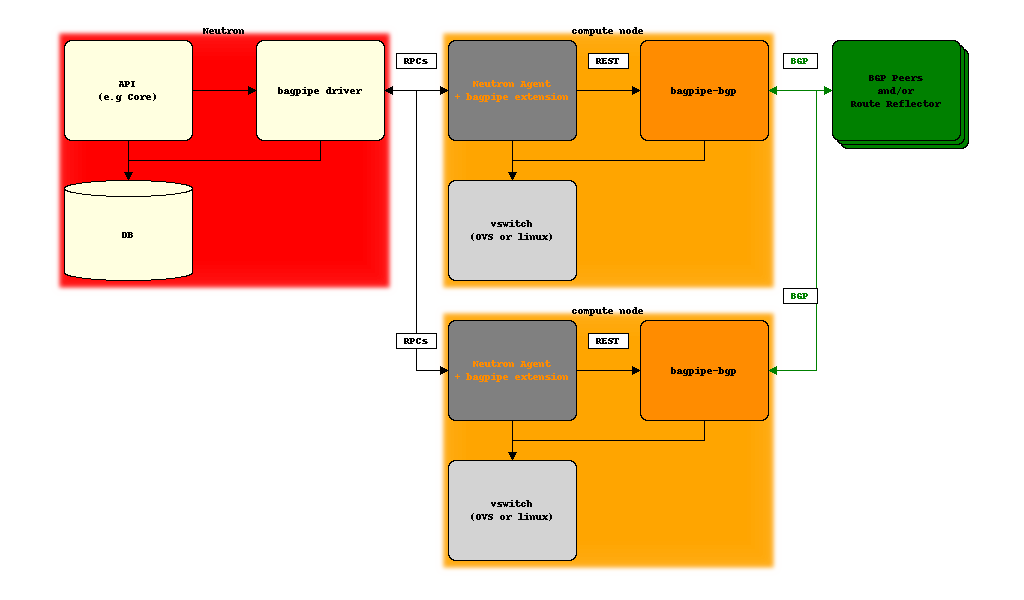 Neutron
compute node
API
(e.g Core)
bagpipe driver
RPCs
Neutron Agent
+ bagpipe extension
REST
bagpipe-bgp
BGP
BGP Peers
and/or
Route Reflector
DB
vswitch
(OVS or linux)
BGP
compute node
RPCs
Neutron Agent
+ bagpipe extension
REST
bagpipe-bgp
vswitch
(OVS or linux)